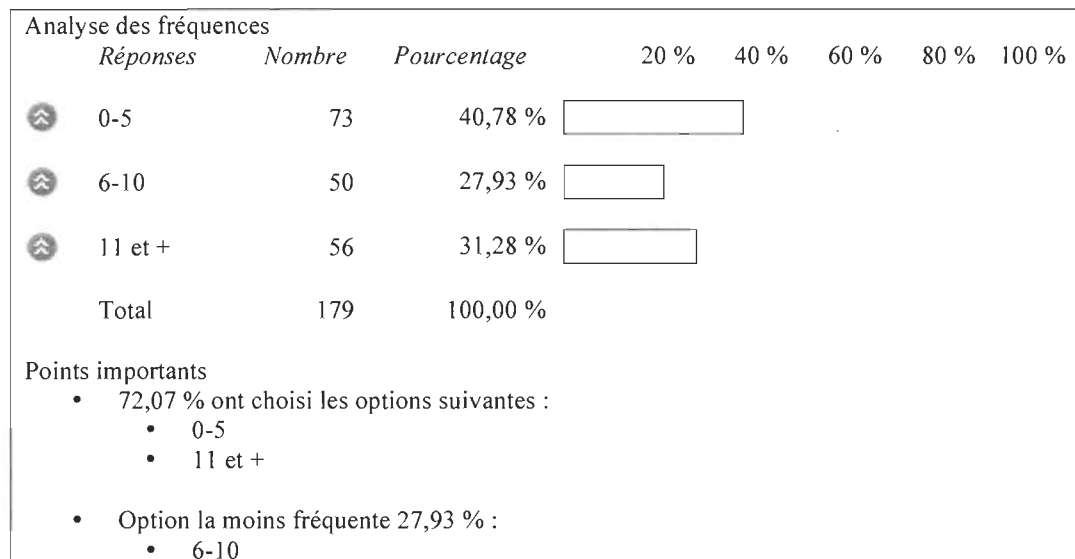 Analyse des fréquences
Réponses Nombre Pourcentage 20 % 40 % 60 % 80 % 100 %
0-5 73 40,78 %
6-10 50 27,93 %
11 et + 56 31,28 %
Total 179 100,00 %
Points importants
• 72,07 % ont choisi les options suivantes :
• 0-5
• 11 et +
• Option la moins fréquente 27,93 % :
• 6-10